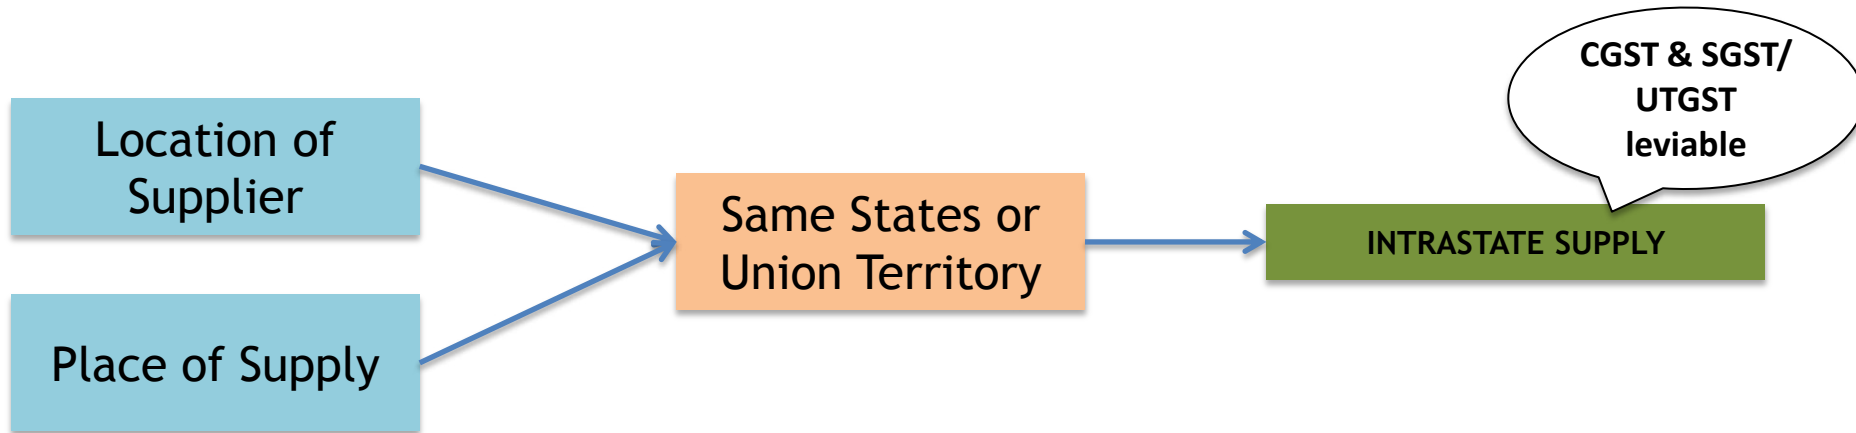 CGST & SGST/
UTGST
leviable
Location of
Supplier
Same States or
Union Territory
INTRASTATE SUPPLY
Place of Supply